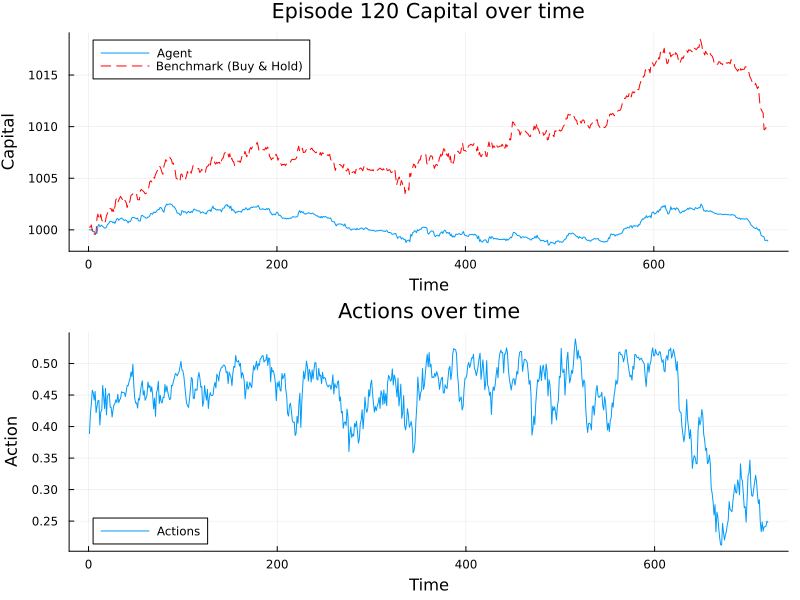 Episode 120 Capital over time
Agent
Benchmark (Buy & Hold)
Capital
1015
1010
1005
1000
0
200
400
600
Time
Actions over time
Action
0.50
0.45
0.40
0.35
0.30
0.25
Actions
0
200
400
600
Time